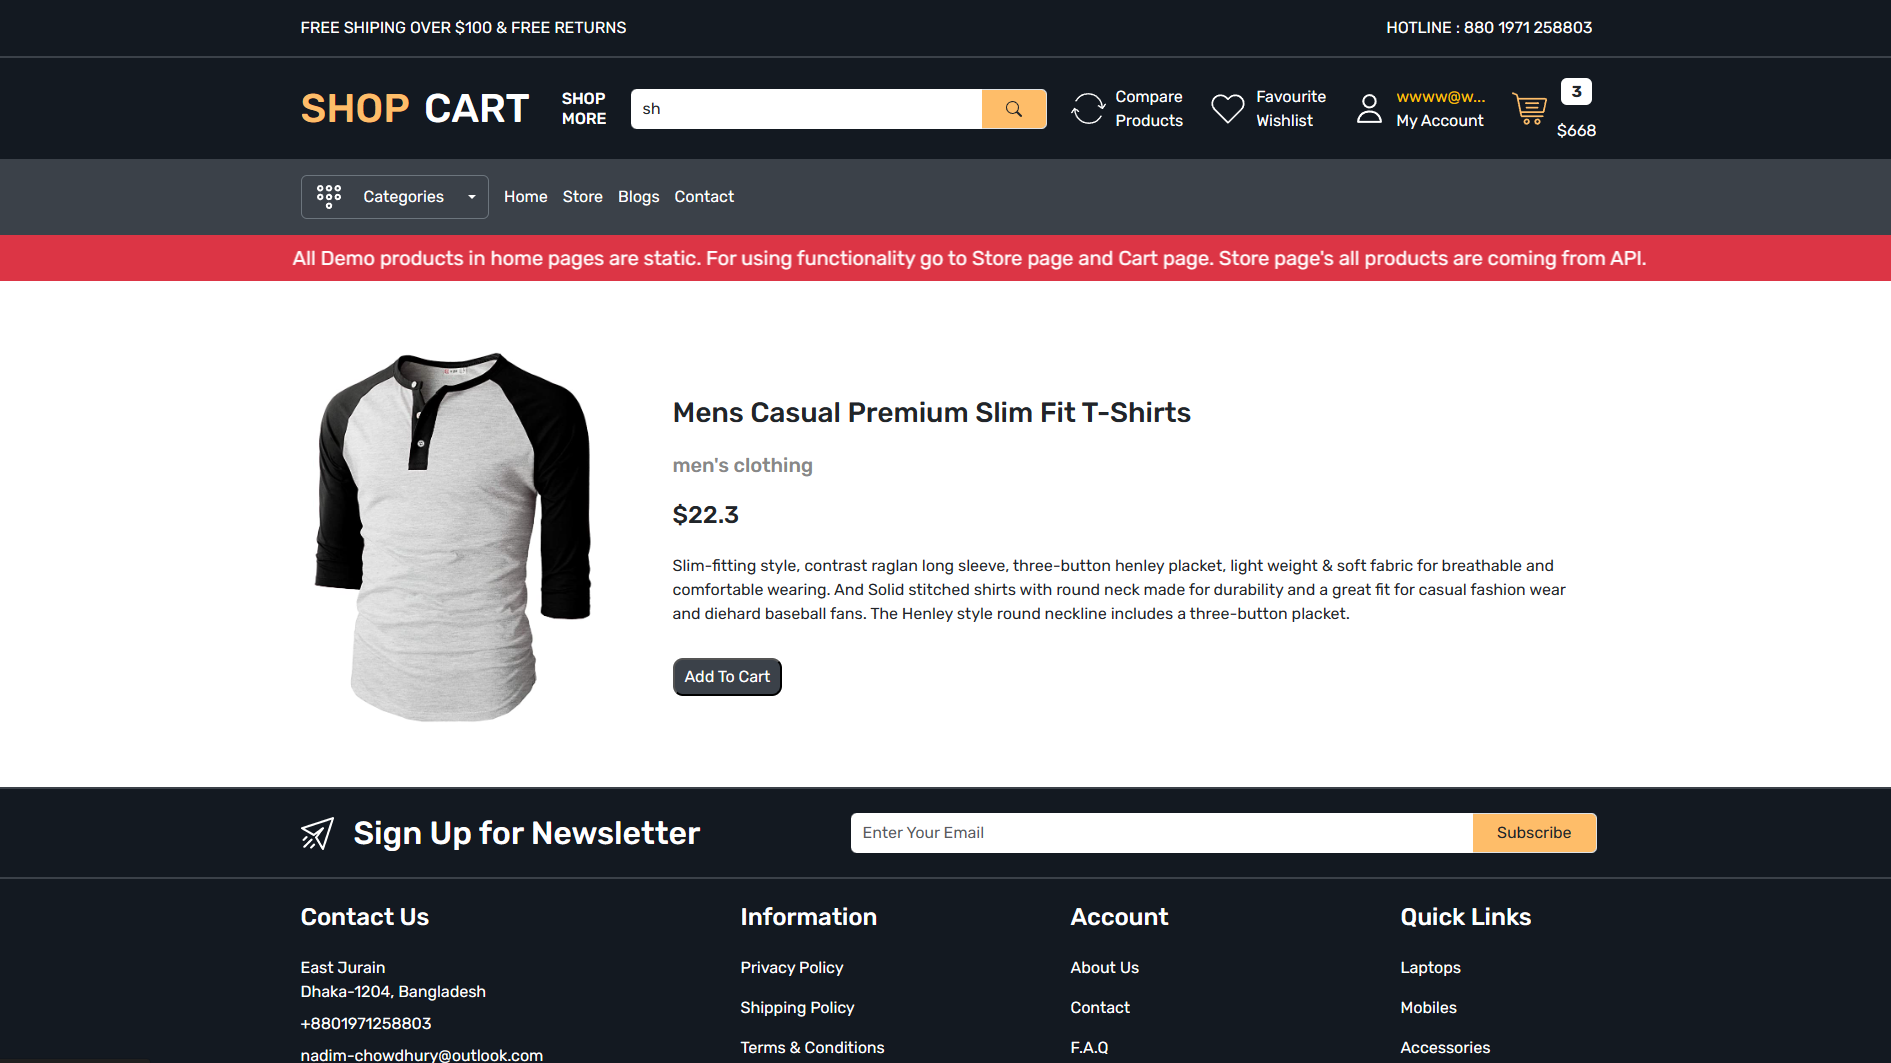 FREE SHIPING OVER $100 & FREE RETURNS
HOTLINE : 880 1971 258803
SHOP CART
SHOP
MORE
sh
Compare
Products
Favourite
Wishlist
wwww@w...
My Account
3
$668
Categories
Home
Store
Blogs
Contact
All Demo products in home pages are static. For using functionality go to Store page and Cart page. Store page's all products are coming from API.
Mens Casual Premium Slim Fit T-Shirts
men's clothing
$22.3
Slim-fitting style, contrast raglan long sleeve, three-button henley placket, light weight & soft fabric for breathable and
comfortable wearing. And Solid stitched shirts with round neck made for durability and a great fit for casual fashion wear
and diehard baseball fans. The Henley style round neckline includes a three-button placket.
Add To Cart
Sign Up for Newsletter
Enter Your Email
Subscribe
Contact Us
East Jurain
Dhaka-1204, Bangladesh
+8801971258803
nadim-chowdhury@outlook.com
Information
Privacy Policy
Shipping Policy
Terms & Conditions
Account
About Us
Contact
F.A.Q
Quick Links
Laptops
Mobiles
Accessories